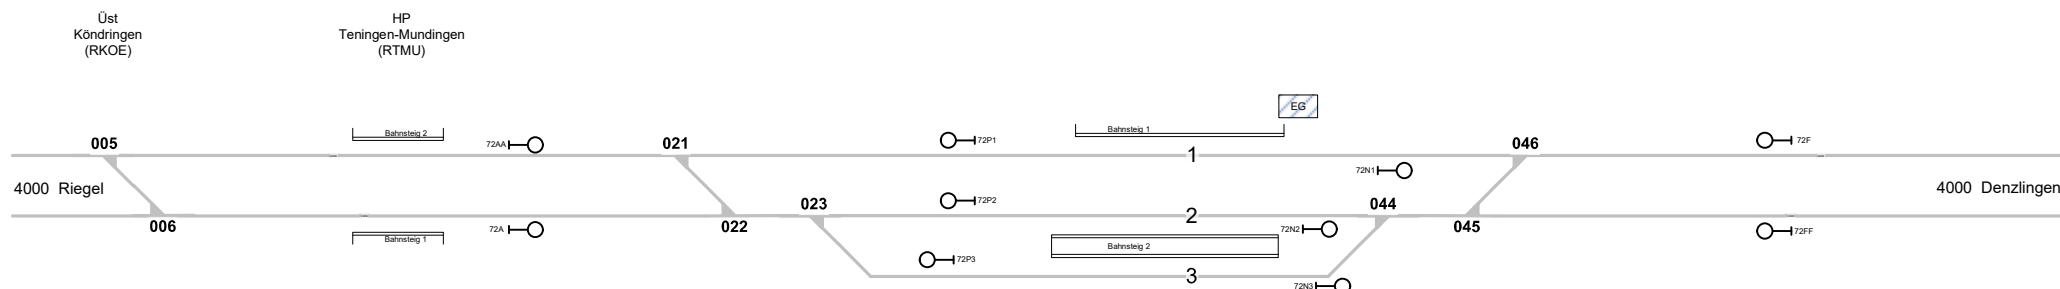 Üst
Köndringen
(RKOE)
HP
Teningen-Mundingen
(RTMU)
EG
005
Bahnsteig 2
72AA
021
72P1
Bahnsteig 1
046
72F
1
72N1
4000 Riegel
4000 Denzlingen
72P2
023
2
044
006
Bahnsteig 1
72A
022
72N2
045
72FF
Bahnsteig 2
72P3
3
72N3